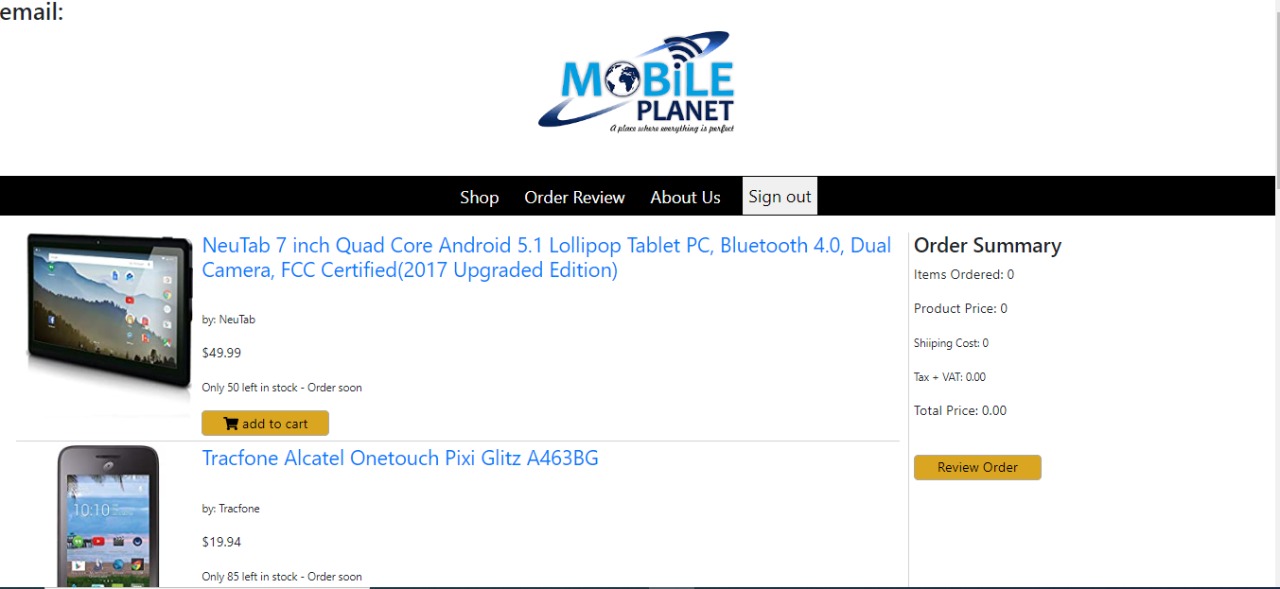 email:
MOBiLE
PLANET
A place where everything is perfect
Shop Order Review About Us Sign out
NeuTab 7 inch Quad Core Android 5.1 Lollipop Tablet PC, Bluetooth 4.0, Dual
Camera, FCC Certified(2017 Upgraded Edition)
by: NeuTab
$49.99
Only 50 left in stock - Order soon
add to cart
Tracfone Alcatel Onetouch Pixi Glitz A463BG
by: Tracfone
$19.94
Only 85 left in stock - Order soon
10:10
Order Summary
Items Ordered: 0
Product Price: 0
Shiiping Cost: 0
Tax + VAT: 0.00
Total Price: 0.00
Review Order